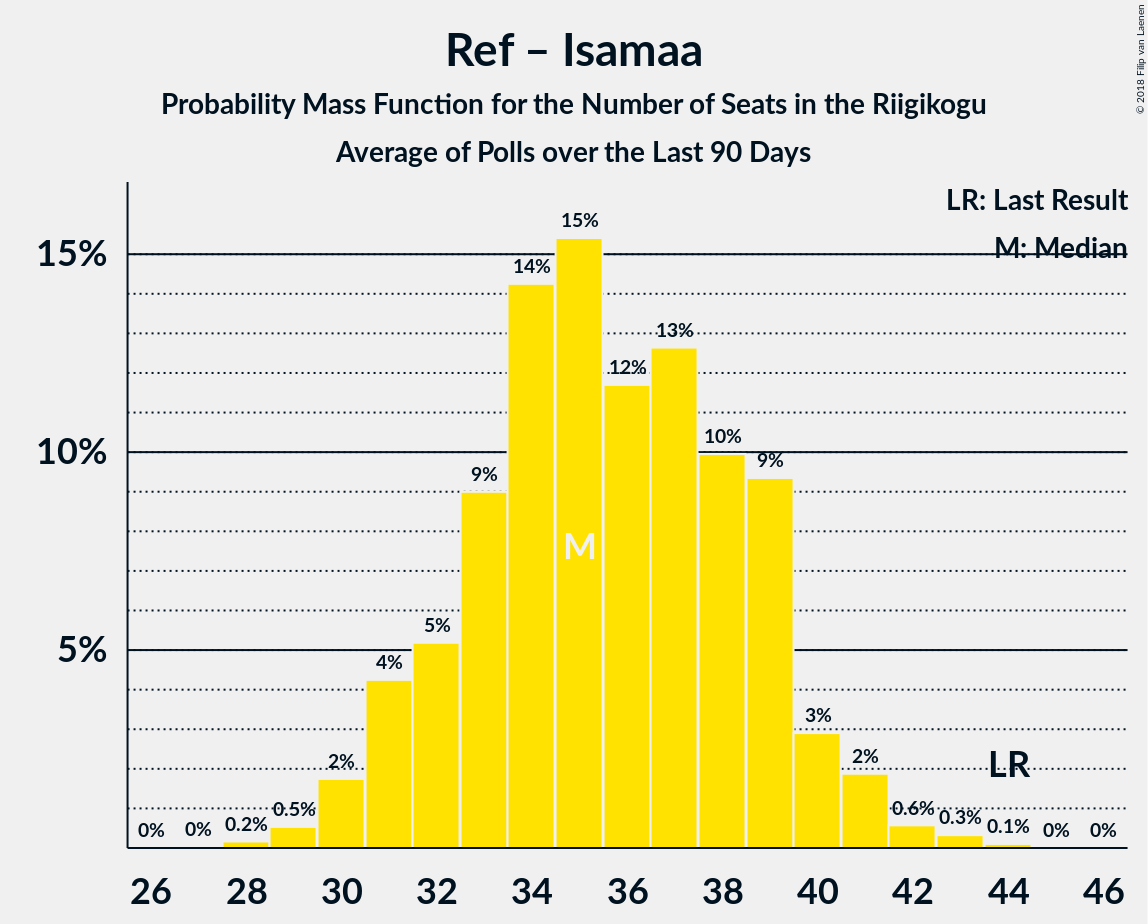 Ref – Isamaa
Probability Mass Function for the Number of Seats in the Riigikogu
Average of Polls over the Last 90 Days
© 2018 Filip van Laenen
LR: Last Result
M: Median
15%
10%
5%
0%
0%
0.2%
0.5%
2%
4%
5%
9%
14%
15%
12%
13%
10%
9%
3%
2%
0.6%
0.3%
0.1%
0%
0%
M
LR
26 28 30 32 34 36 38 40 42 44 46